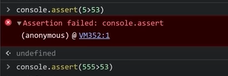 console.assert(5>53)
Assertion failed: console.assert
(anonymous) @ VM352:1
undefined
console.assert(555>53)